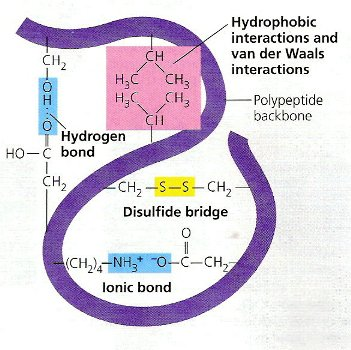 Hydrophobic
interactions and
van der Waals
interactions
CH₂
CH
H₃C CH₃
H₃C CH₃
CH
O
H
O
Polypeptide
backbone
Hydrogen
bond
HO—C
CH₂
—CH₂—S—S—CH₂—
Disulfide bridge
O
—(CH₂)₄—NH₃⁺ ⁻O—C—CH₂—
Ionic bond